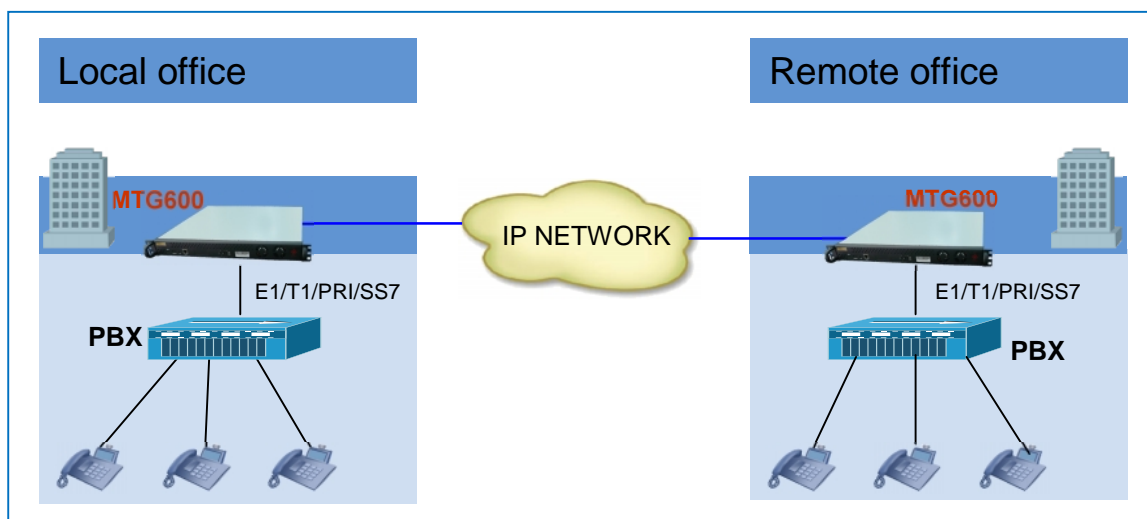 Local office
Remote office
MTG600
MTG600
IP NETWORK
E1/T1/PRI/SS7
E1/T1/PRI/SS7
PBX
PBX